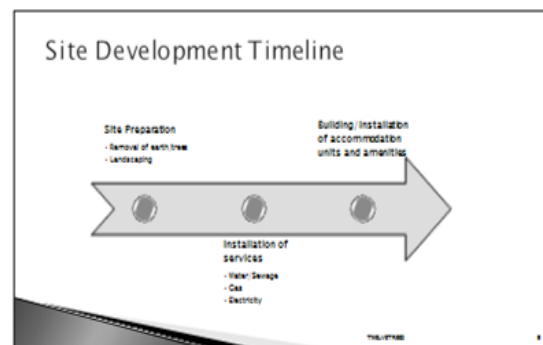 Site Development Timeline
Site Preparation
- Removal of earth/trees
- Landscaping
Building/installation
of accommodation
units and amenities
Installation of
services
- Water/Sewage
- Gas
- Electricity